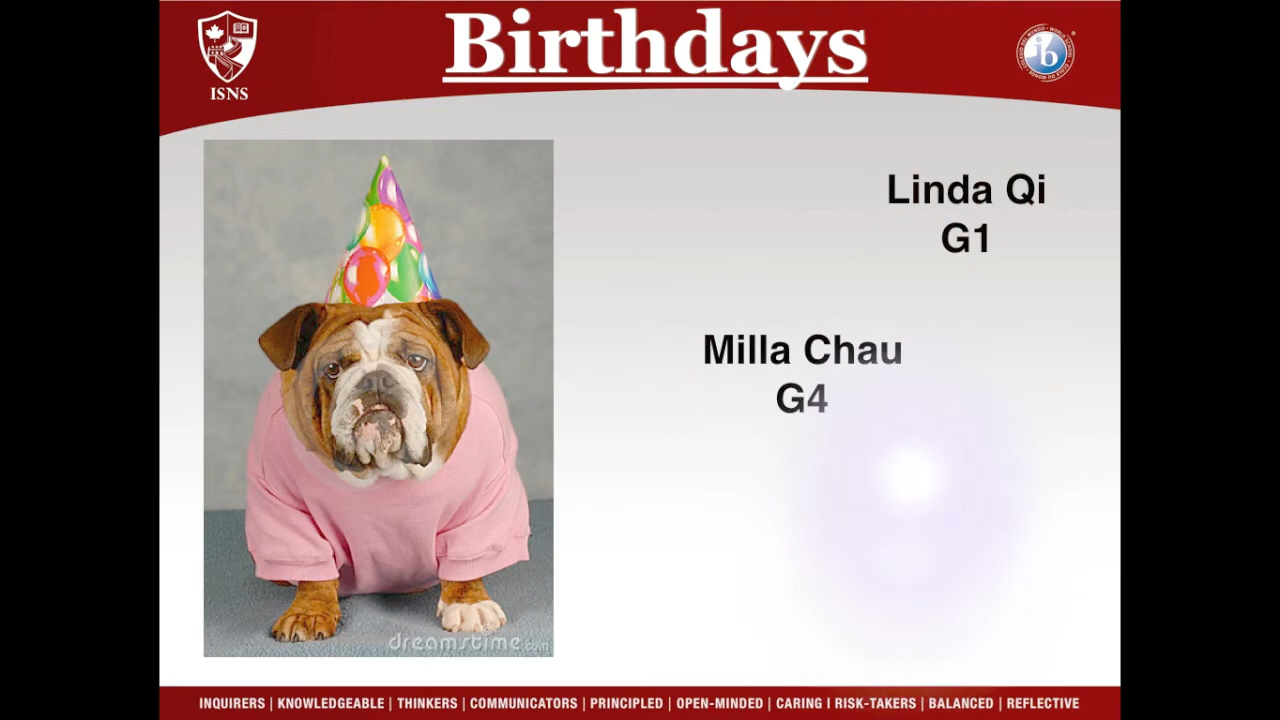 Birthdays
ISNS
ib
Linda Qi
G1
Milla Chau
G4
dreamstime.com
INQUIRERS | KNOWLEDGEABLE | THINKERS | COMMUNICATORS | PRINCIPLED | OPEN-MINDED | CARING I RISK-TAKERS | BALANCED | REFLECTIVE